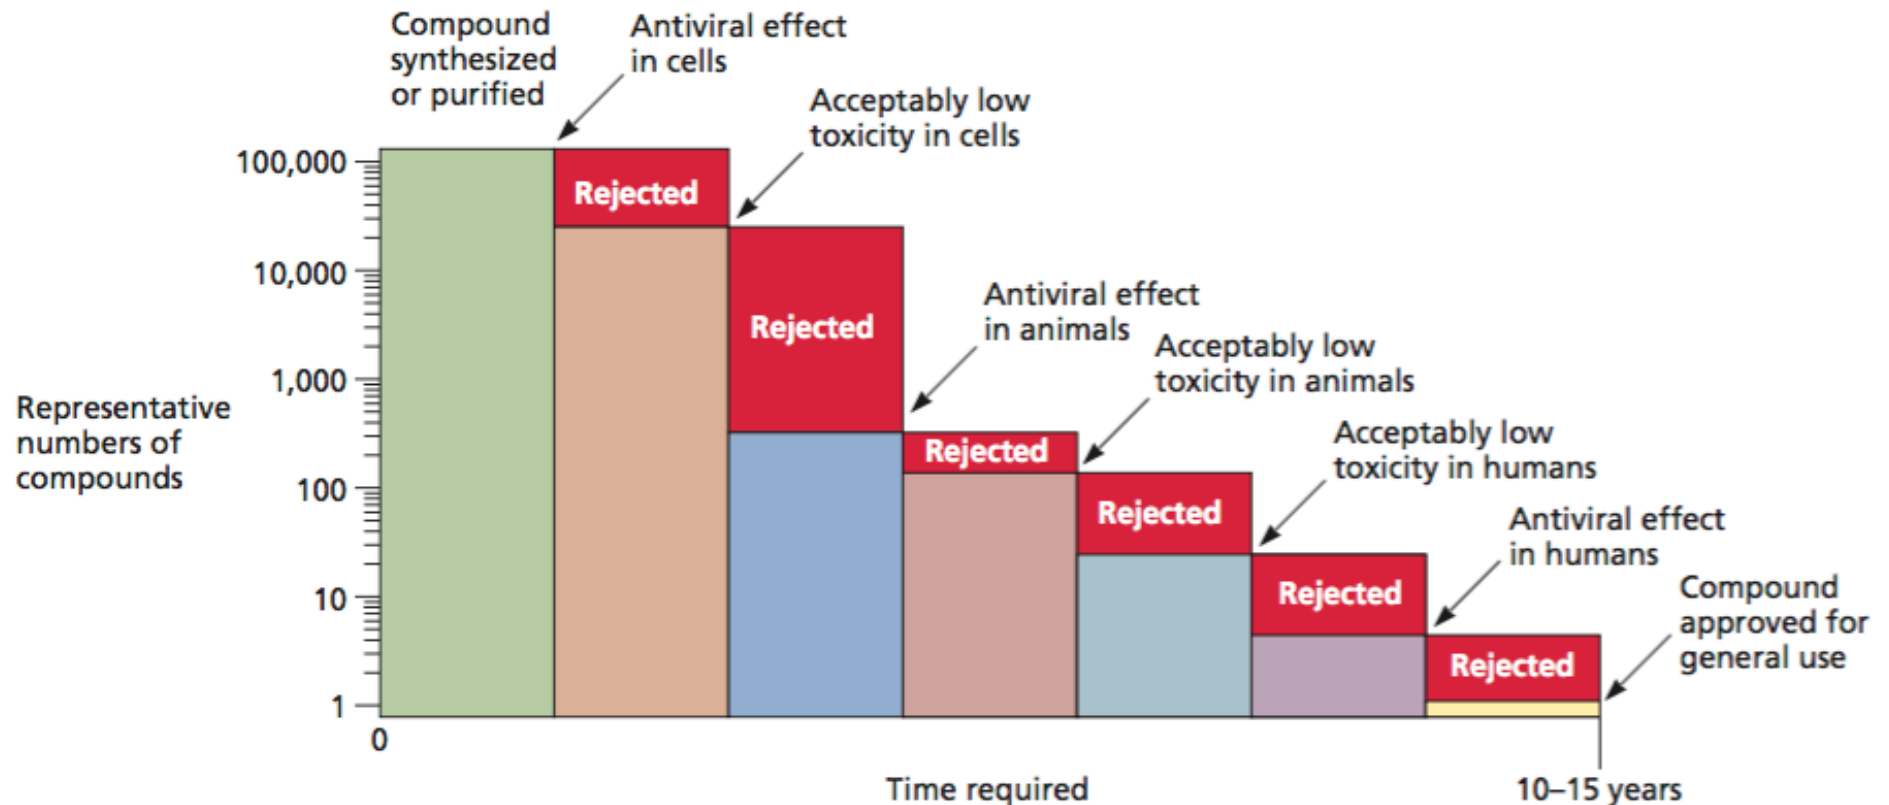 Compound
synthesized
or purified
Antiviral effect
in cells
Acceptably low
toxicity in cells
Antiviral effect
in animals
Acceptably low
toxicity in animals
Acceptably low
toxicity in humans
Antiviral effect
in humans
Compound
approved for
general use
Representative
numbers of
compounds
100,000
10,000
1,000
100
10
1
Rejected
Rejected
Rejected
Rejected
Rejected
Rejected
0
Time required
10–15 years